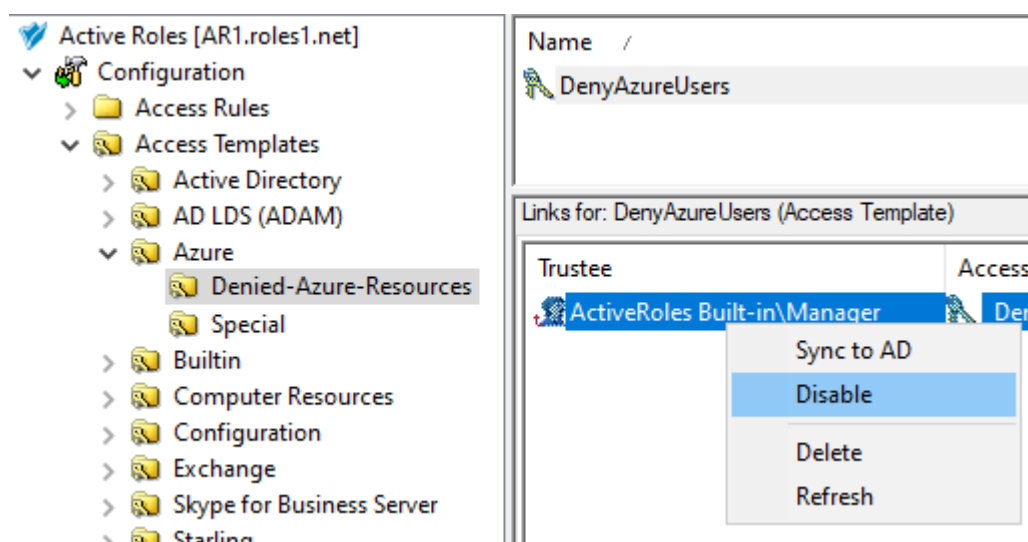 Active Roles [AR1.roles1.net]
Configuration
Access Rules
Access Templates
Active Directory
AD LDS (ADAM)
Azure
Denied-Azure-Resources
Special
Builtin
Computer Resources
Configuration
Exchange
Skype for Business Server
Starling
Name
DenyAzureUsers
Links for: DenyAzureUsers (Access Template)
Trustee Access
ActiveRoles Built-in\Manager
Sync to AD
Disable
Delete
Refresh